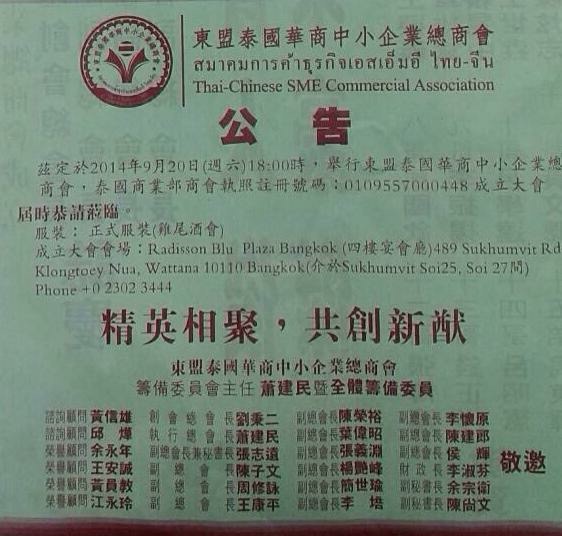 東盟泰國華商中小企業總商會
สมาคมการค้าธุรกิจเอสเอ็มอี ไทย-จีน
Thai-Chinese SME Commercial Association
公告
茲定於2014年9月20日(週六)18:00時，舉行東盟泰國華商中小企業總
商會，泰國商業部商會執照註冊號碼：0109557000448 成立大會
屆時恭請蒞臨。
服裝：正式服裝(雞尾酒會)
成立大會會場：Radisson Blu Plaza Bangkok (四樓宴會廳)489 Sukhumvit Rd
Klongtoey Nua, Wattana 10110 Bangkok(介於Sukhumvit Soi25, Soi 27間)
Phone +0 2302 3444
精英相聚，共創新猷
東盟泰國華商中小企業總商會
籌備委員會主任 蕭建民暨全體籌備委員
諮詢顧問 黃信雄 創會總會長 劉秉二 副總會長 陳榮裕 副總會長 李懷原
諮詢顧問 邱燁 執行總會長 蕭建民 副總會長 葉偉昭 副總會長 陳建郎
榮譽顧問 余永年 副總會長兼秘書長 張志遠 副總會長 張義淵 副總會長 侯輝
榮譽顧問 王安誠 副總會長 陳子文 副總會長 楊艷峰 財政長 李淑芬
榮譽顧問 黃員教 副總會長 周修詠 副總會長 簡世瑜 副秘書長 余宗衛
榮譽顧問 江永玲 副總會長 王康平 副總會長 李培 副秘書長 陳尚文
敬邀